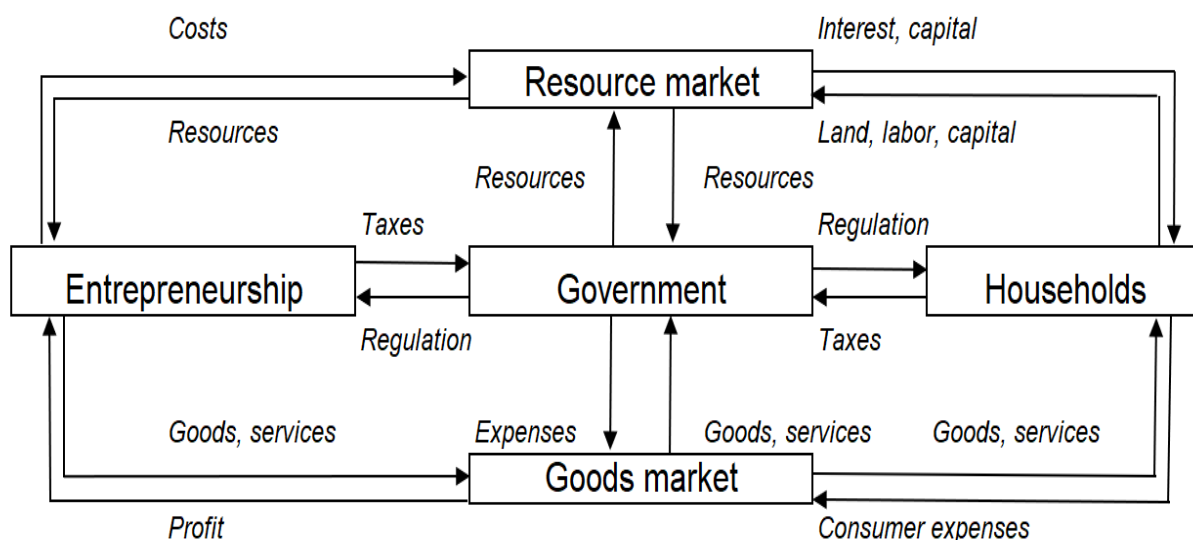 Costs
Interest, capital
Resource market
Resources
Land, labor, capital
Resources
Resources
Taxes
Regulation
Entrepreneurship
Government
Households
Regulation
Taxes
Goods, services
Expenses
Goods, services
Goods, services
Goods market
Profit
Consumer expenses